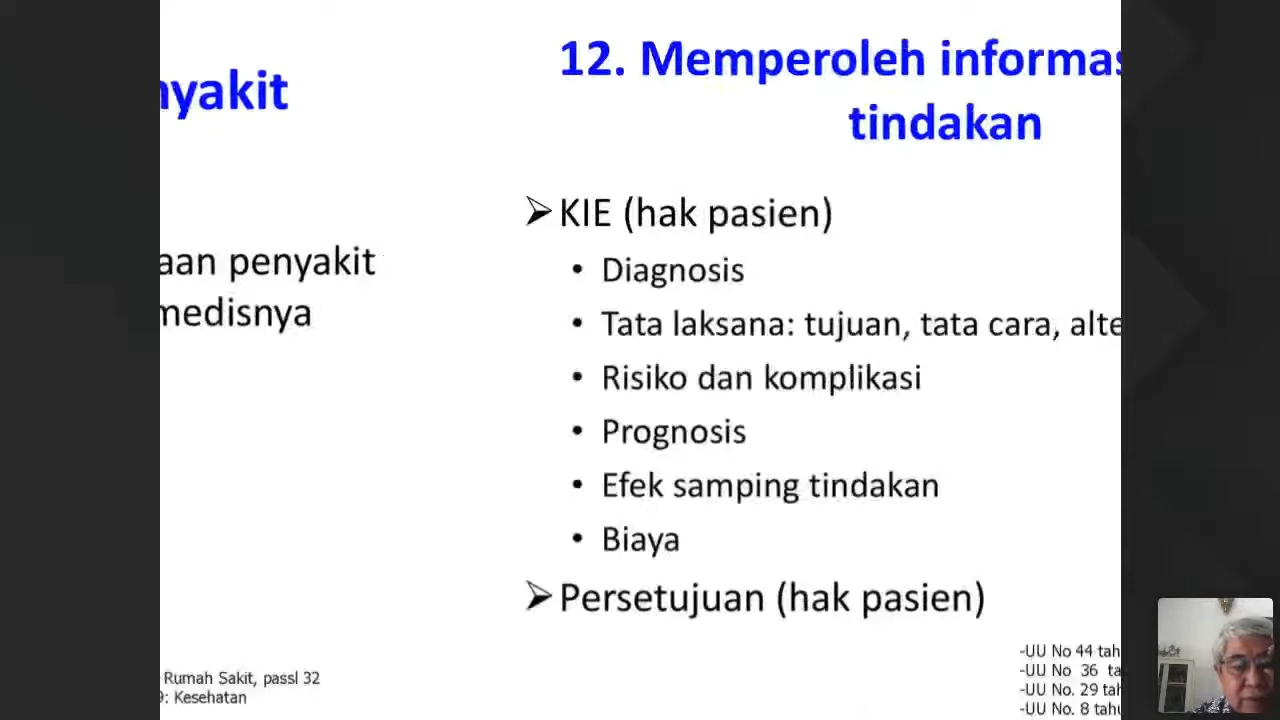 nyakit
aan penyakit
medisnya
Rumah Sakit, passl 32
9: Kesehatan
12. Memperoleh informas
tindakan
KIE (hak pasien)
• Diagnosis
• Tata laksana: tujuan, tata cara, alte
• Risiko dan komplikasi
• Prognosis
• Efek samping tindakan
• Biaya
Persetujuan (hak pasien)
-UU No 44 tah
-UU No 36 ta
-UU No. 29 tah
-UU No. 8 tahu